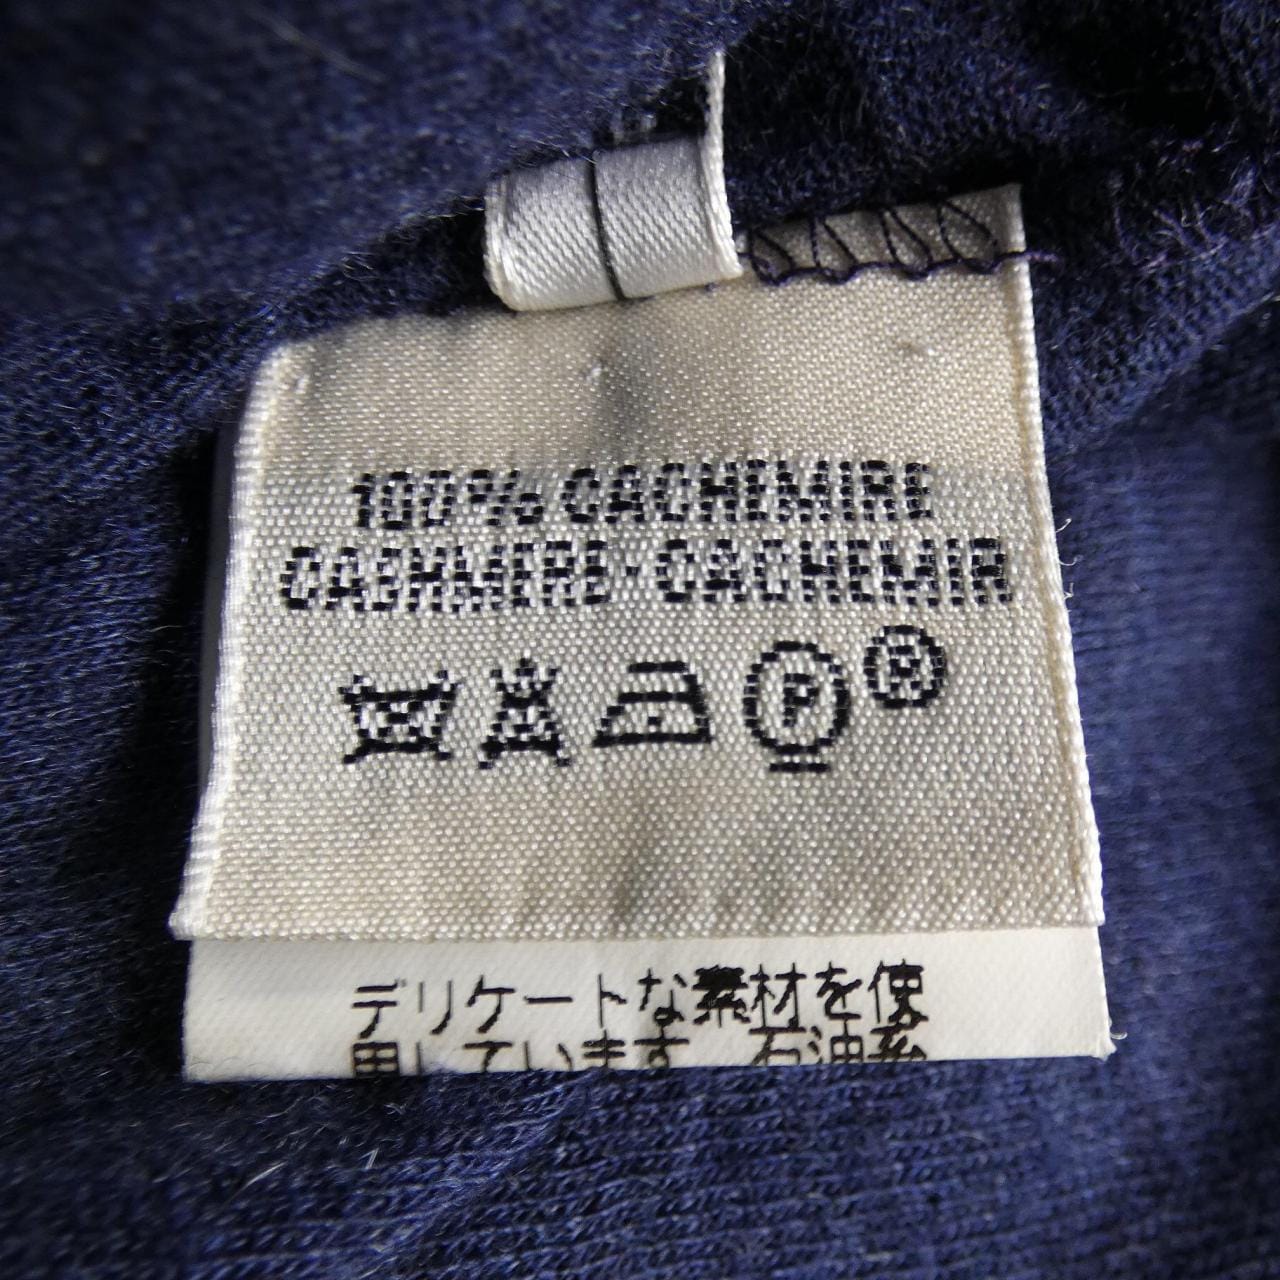 100% CACHEMIRE
CASHMERE·CACHEMIR
P R
デリケートな素材を使
用しています 石油系